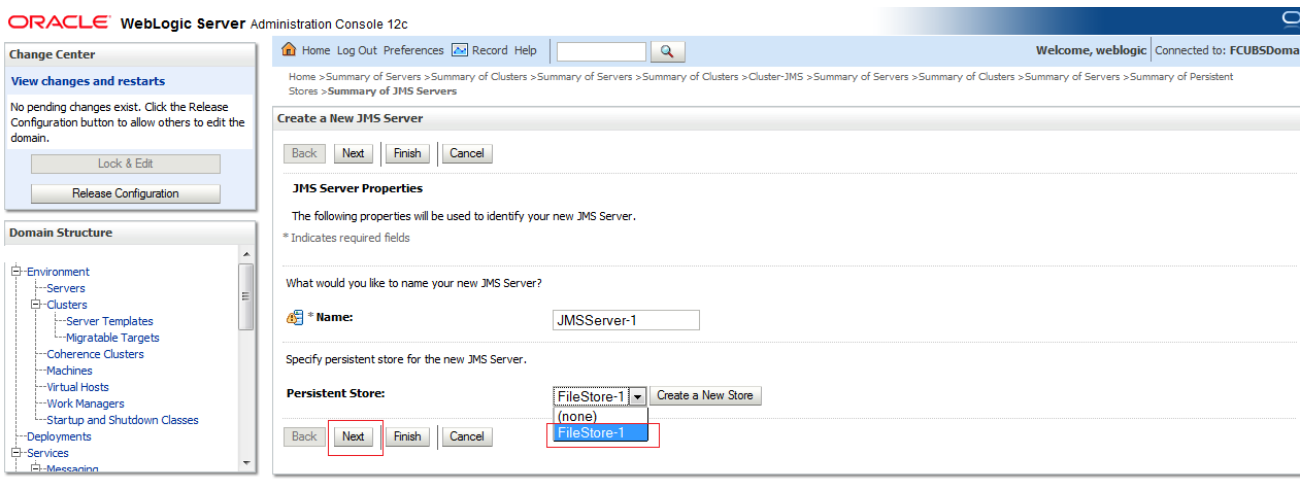 ORACLE WebLogic Server Administration Console 12c
Change Center
View changes and restarts
No pending changes exist. Click the Release
Configuration button to allow others to edit the
domain.
Lock & Edit
Release Configuration
Domain Structure
Environment
Servers
Clusters
Server Templates
Migratable Targets
Coherence Clusters
Machines
Virtual Hosts
Work Managers
Startup and Shutdown Classes
Deployments
Services
Messaging
Home Log Out Preferences Record Help
Welcome, weblogic Connected to: FCUBSDoma
Home >Summary of Servers >Summary of Clusters >Summary of Servers >Summary of Clusters >Cluster-JMS >Summary of Servers >Summary of Clusters >Summary of Servers >Summary of Persistent
Stores >Summary of JMS Servers
Create a New JMS Server
Back Next Finish Cancel
JMS Server Properties
The following properties will be used to identify your new JMS Server.
* Indicates required fields
What would you like to name your new JMS Server?
* Name: JMSServer-1
Specify persistent store for the new JMS Server.
Persistent Store: FileStore-1 Create a New Store
(none)
FileStore-1
Back Next Finish Cancel